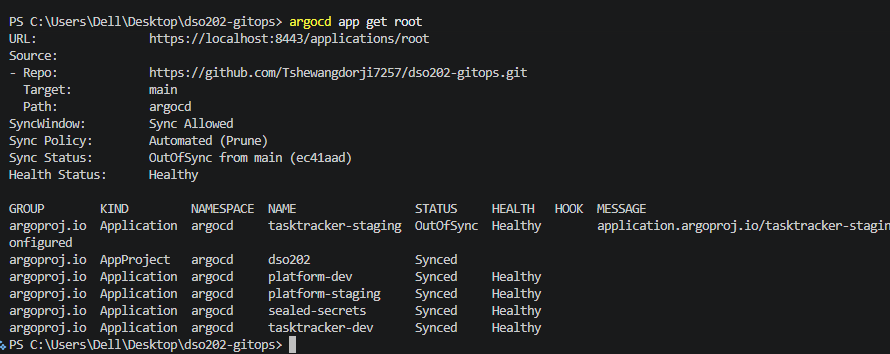 PS C:\Users\Dell\Desktop\dso202-gitops> argocd app get root
URL:                https://localhost:8443/applications/root
Source:
- Repo:             https://github.com/Tshewangdorji7257/dso202-gitops.git
  Target:           main
  Path:             argocd
SyncWindow:         Sync Allowed
Sync Policy:        Automated (Prune)
Sync Status:        OutOfSync from main (ec41aad)
Health Status:      Healthy
GROUP        KIND         NAMESPACE  NAME                 STATUS     HEALTH   HOOK  MESSAGE
argoproj.io  Application  argocd     tasktracker-staging  OutOfSync  Healthy        application.argoproj.io/tasktracker-stagin
onfigured
argoproj.io  AppProject   argocd     dso202               Synced
argoproj.io  Application  argocd     platform-dev         Synced     Healthy
argoproj.io  Application  argocd     platform-staging     Synced     Healthy
argoproj.io  Application  argocd     sealed-secrets       Synced     Healthy
argoproj.io  Application  argocd     tasktracker-dev      Synced     Healthy
PS C:\Users\Dell\Desktop\dso202-gitops>